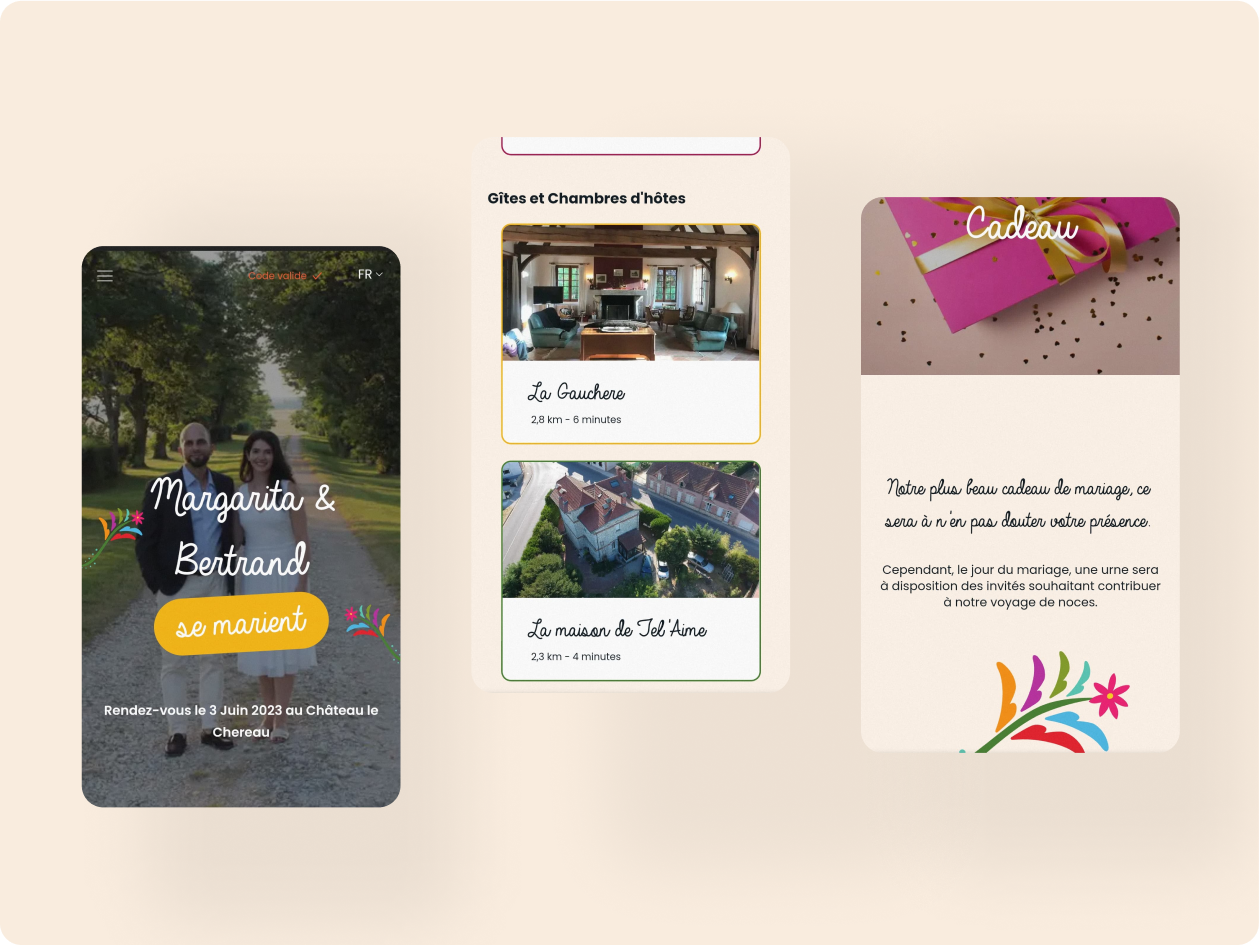 Code valide
FR
Margarita &
Bertrand
se marient
Rendez-vous le 3 Juin 2023 au Château le
Chereau
Gîtes et Chambres d'hôtes
La Gauchere
2,8 km - 6 minutes
La maison de Tel'Aime
2,3 km - 4 minutes
Cadeau
Notre plus beau cadeau de mariage, ce
sera à n'en pas douter votre présence.
Cependant, le jour du mariage, une urne sera
à disposition des invités souhaitant contribuer
à notre voyage de noces.